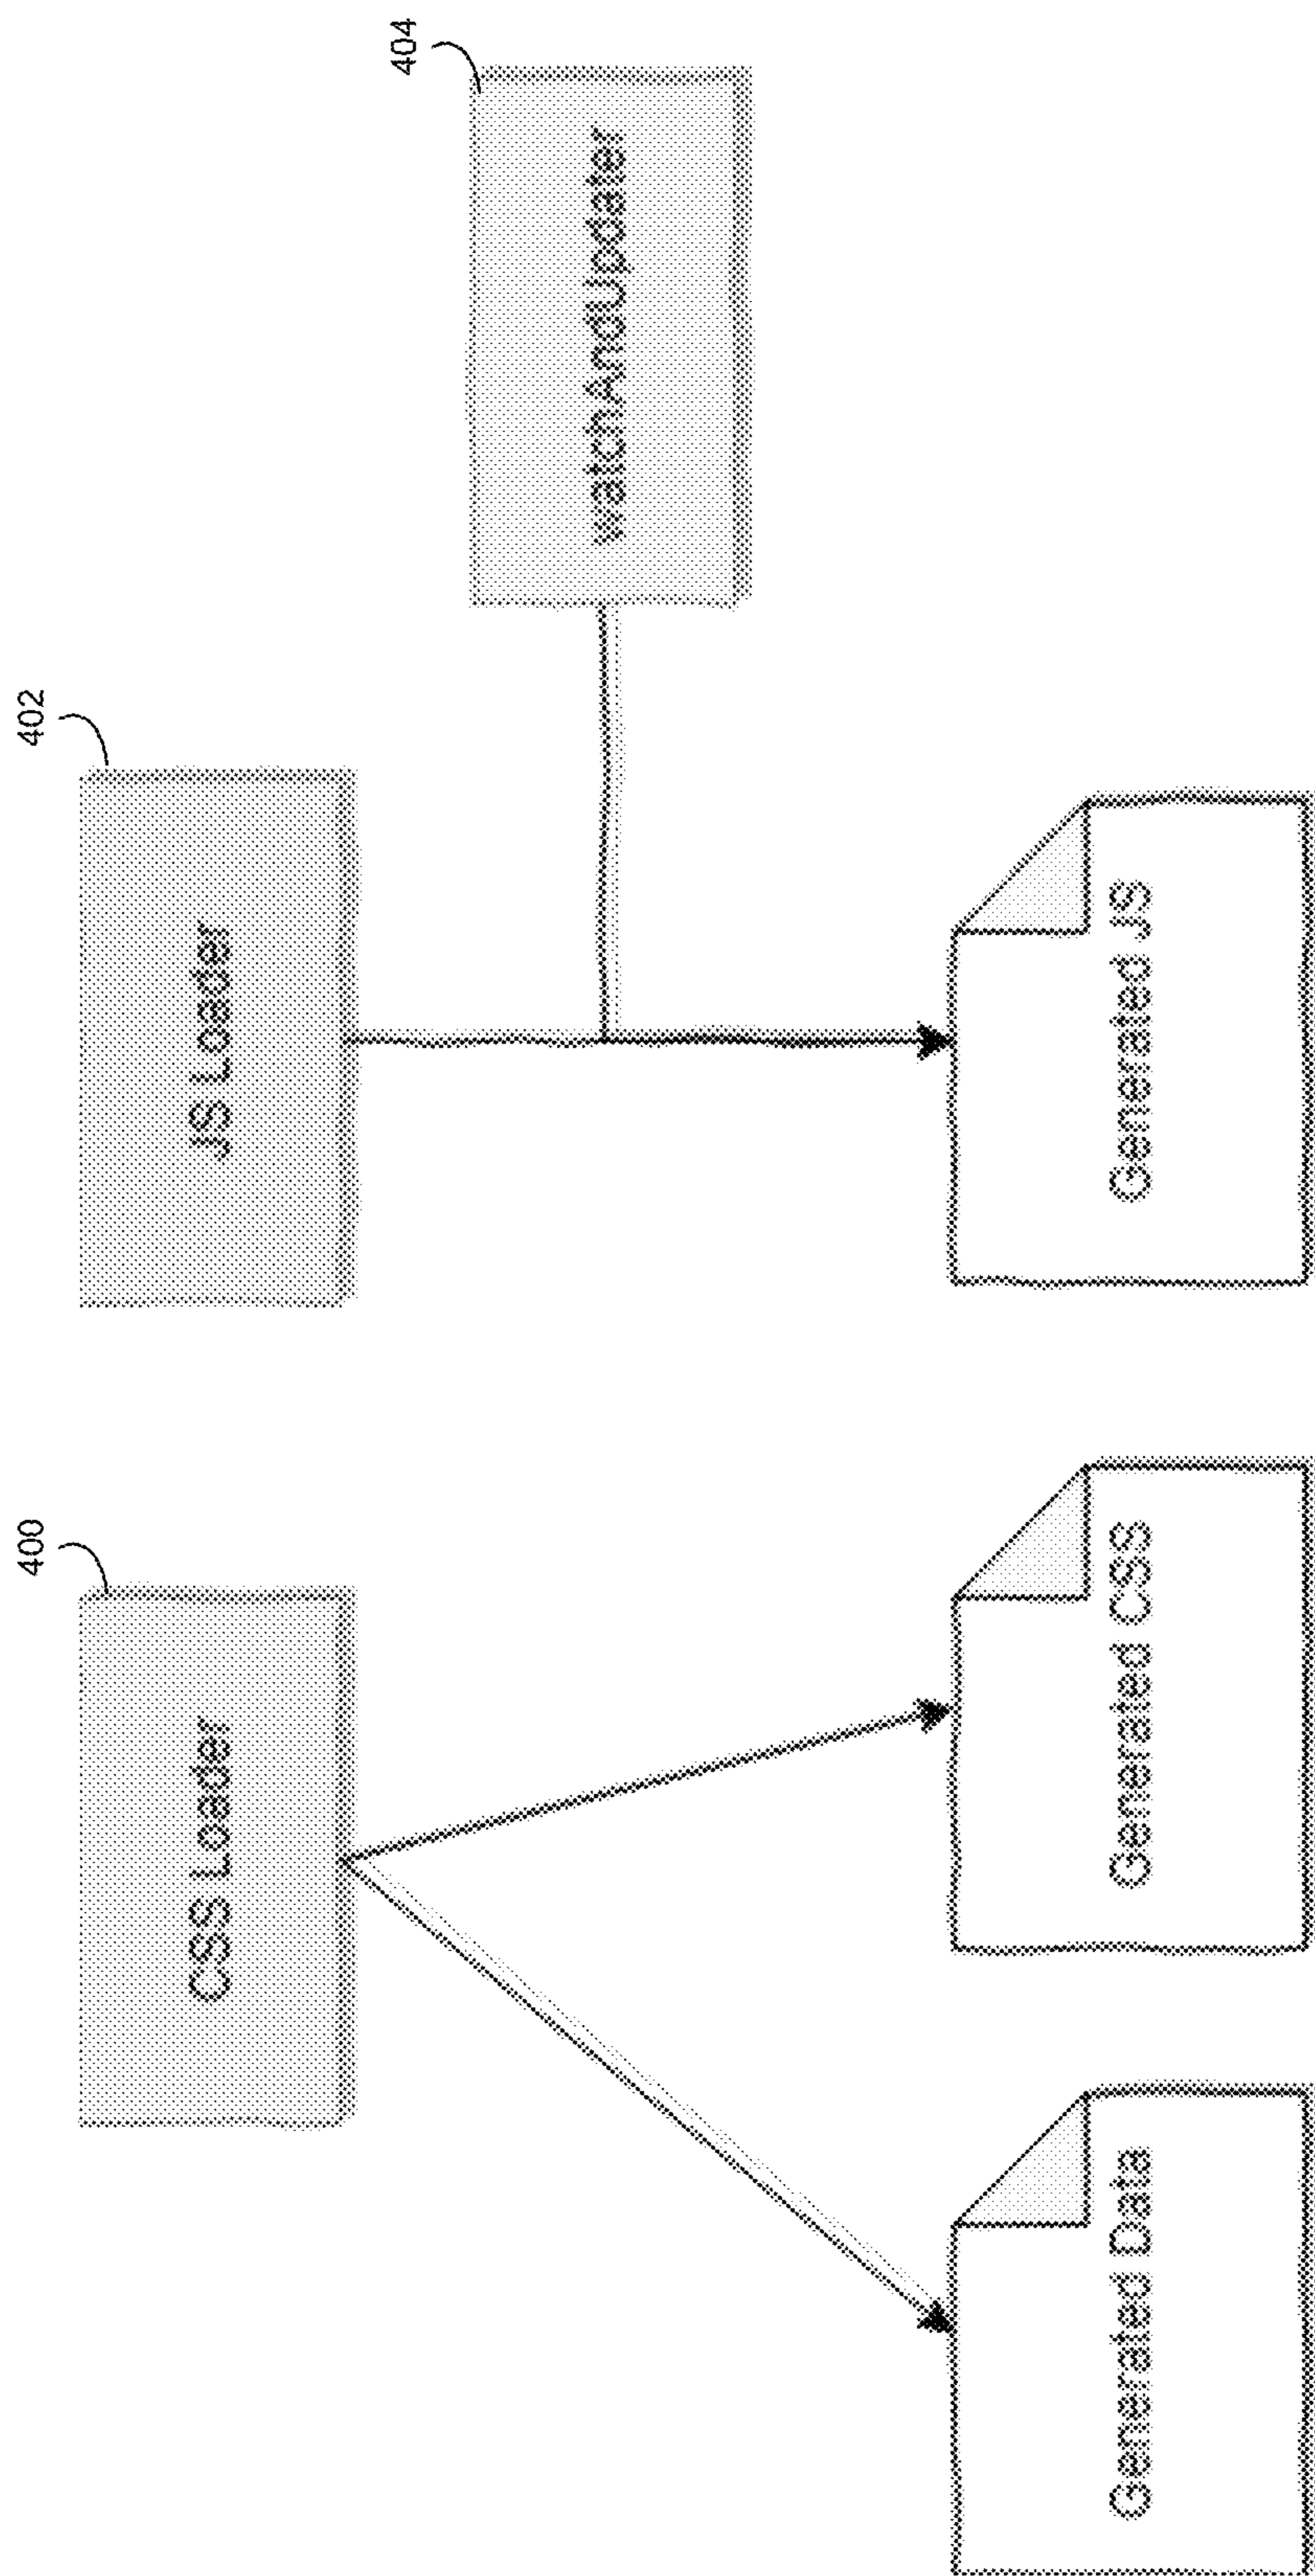 400
CSS Loader
402
JS Loader
404
watchAndUpdater
Generated Data
Generated CSS
Generated JS